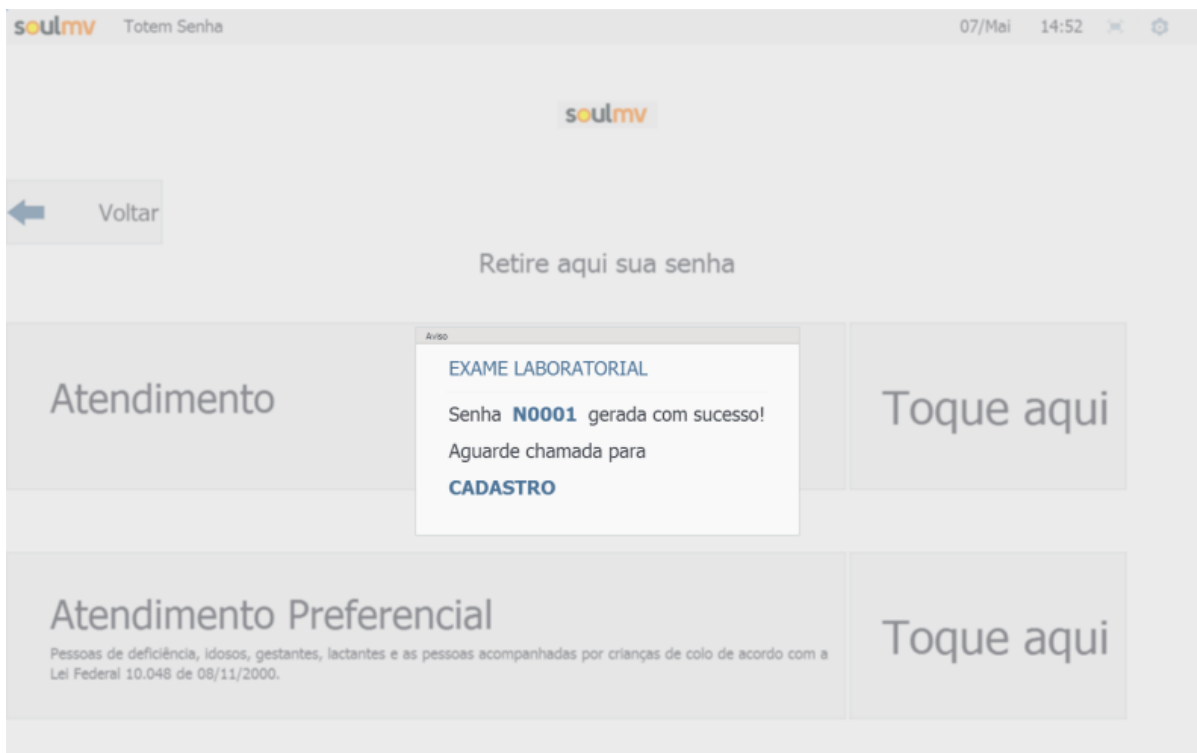 soulmv Totem Senha 07/Mai 14:52
soulmv
Voltar
Retire aqui sua senha
Aviso
EXAME LABORATORIAL
Senha N0001 gerada com sucesso!
Aguarde chamada para
CADASTRO
Atendimento
Toque aqui
Atendimento Preferencial
Pessoas de deficiência, idosos, gestantes, lactantes e as pessoas acompanhadas por crianças de colo de acordo com a
Lei Federal 10.048 de 08/11/2000.
Toque aqui